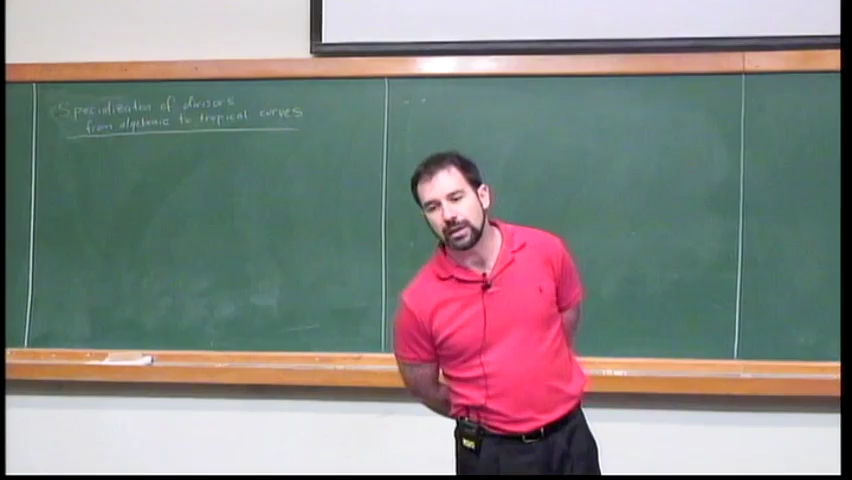 Specialization of divisors
from algebraic to tropical curves